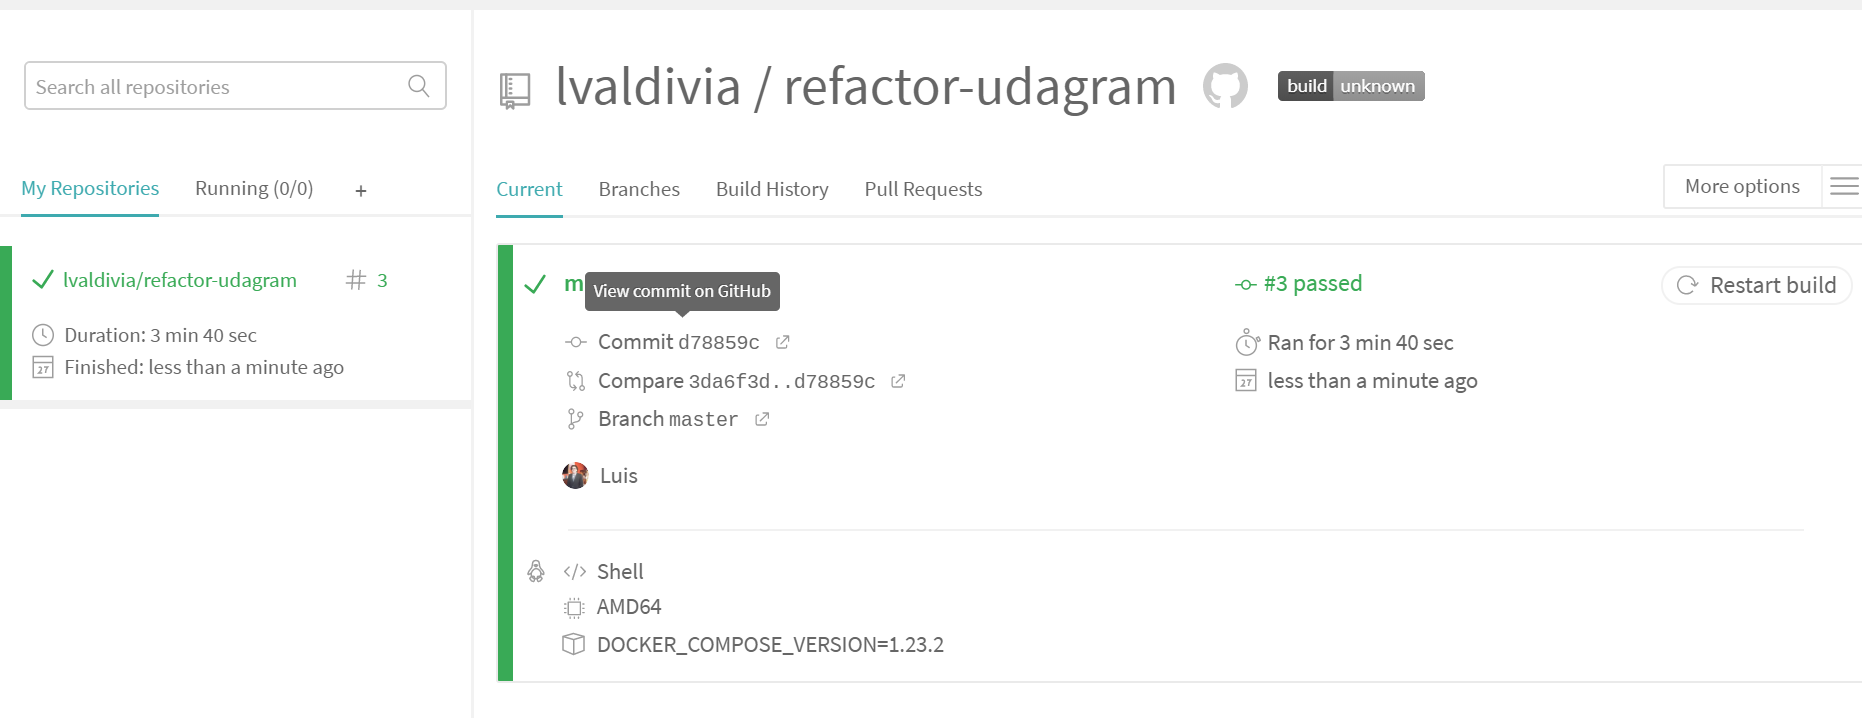 Search all repositories
My Repositories
Running (0/0)
+
lvaldivia/refactor-udagram
# 3
Duration: 3 min 40 sec
27
Finished: less than a minute ago
lvaldivia / refactor-udagram
build unknown
Current
Branches
Build History
Pull Requests
More options
m
View commit on GitHub
Commit d78859c
Compare 3da6f3d..d78859c
Branch master
Luis
#3 passed
Ran for 3 min 40 sec
27
less than a minute ago
Restart build
</> Shell
AMD64
DOCKER_COMPOSE_VERSION=1.23.2